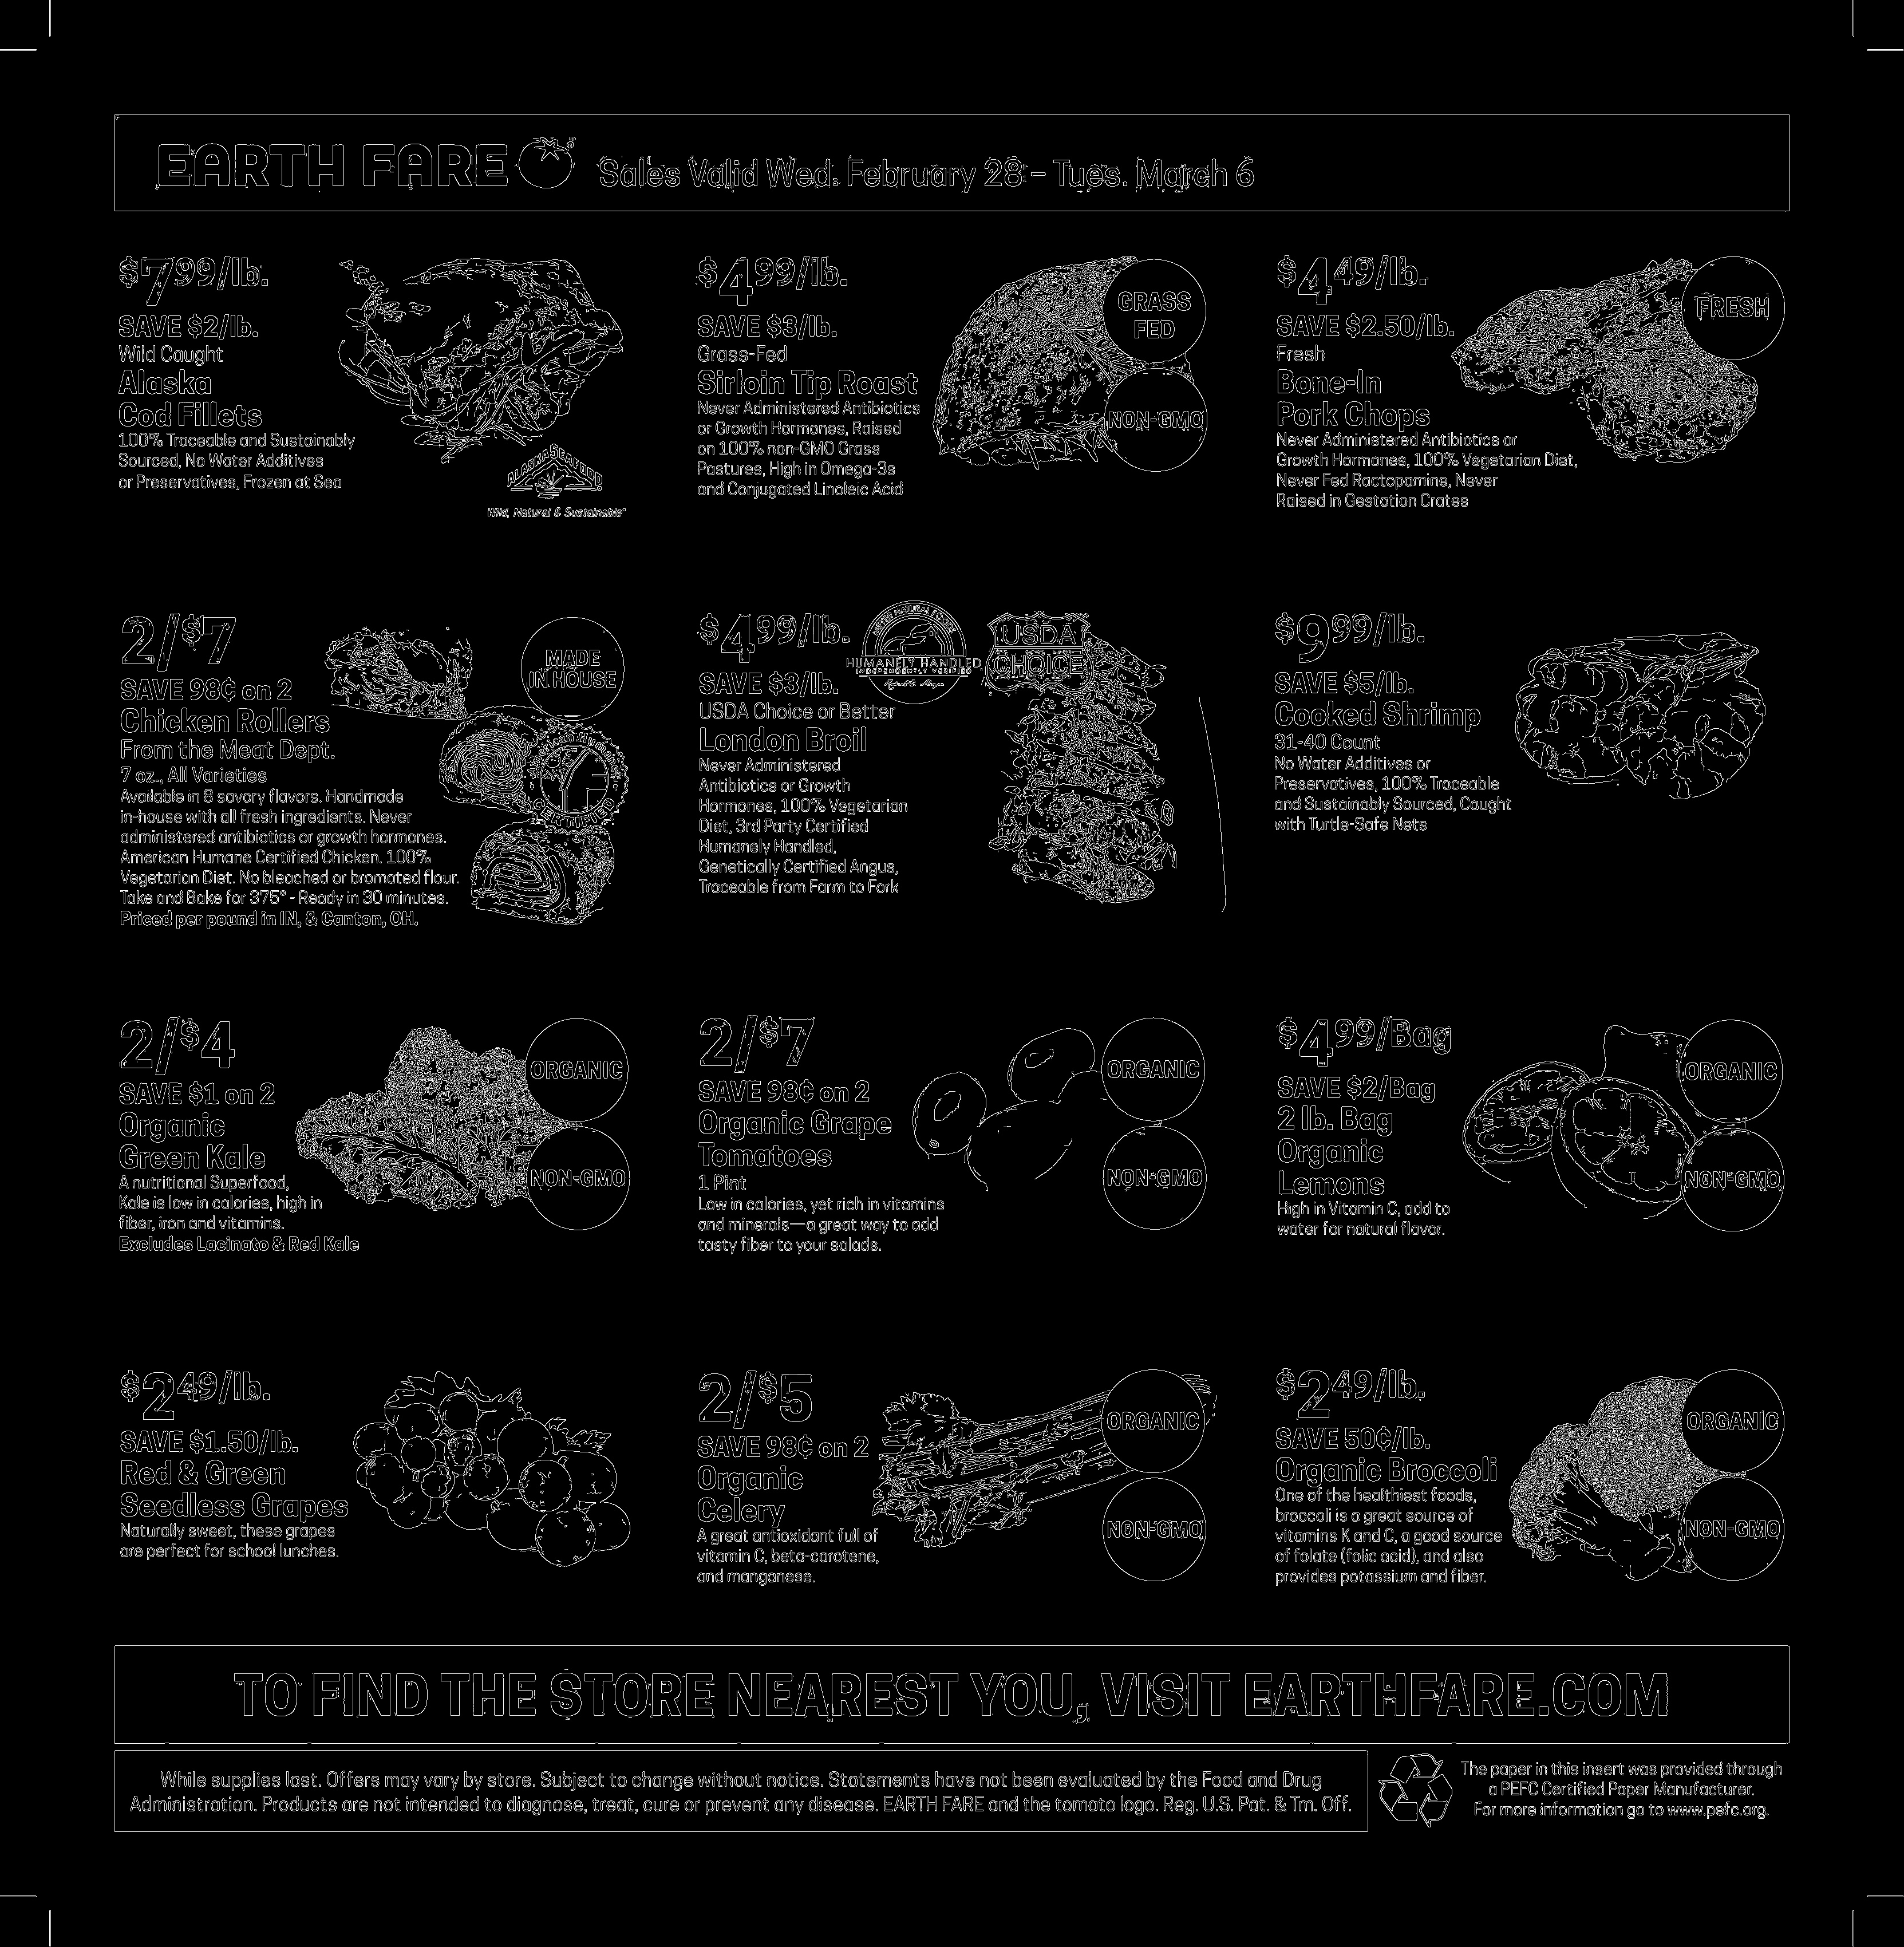 EARTH FARE Sales Valid Wed. February 28 - Tues. March 6
$7 99/lb.
SAVE $2/lb.
Wild Caught
Alaska
Cod Fillets
100% Traceable and Sustainably
Sourced, No Water Additives
or Preservatives, Frozen at Sea
ALASKA SEAFOOD
Wild, Natural & Sustainable®
$4 99/lb.
SAVE $3/lb.
Grass-Fed
Sirloin Tip Roast
Never Administered Antibiotics
or Growth Hormones, Raised
on 100% non-GMO Grass
Pastures, High in Omega-3s
and Conjugated Linoleic Acid
GRASS
FED
NON-GMO
$4 49/lb.
SAVE $2.50/lb.
Fresh
Bone-In
Pork Chops
Never Administered Antibiotics or
Growth Hormones, 100% Vegetarian Diet,
Never Fed Ractopamine, Never
Raised in Gestation Crates
FRESH
2/$7
SAVE 98¢ on 2
Chicken Rollers
From the Meat Dept.
7 oz., All Varieties
Available in 8 savory flavors. Handmade
in-house with all fresh ingredients. Never
administered antibiotics or growth hormones.
American Humane Certified Chicken. 100%
Vegetarian Diet. No bleached or bromated flour.
Take and Bake for 375° - Ready in 30 minutes.
Priced per pound in IN, & Canton, OH.
MADE
IN HOUSE
American Humane
CERTIFIED
$4 99/lb.
SAVE $3/lb.
USDA Choice or Better
London Broil
Never Administered
Antibiotics or Growth
Hormones, 100% Vegetarian
Diet, 3rd Party Certified
Humanely Handled,
Genetically Certified Angus,
Traceable from Farm to Fork
NATURAL FOODS
HUMANELY HANDLED
INDEPENDENTLY VERIFIED
USDA
CHOICE
$9 99/lb.
SAVE $5/lb.
Cooked Shrimp
31-40 Count
No Water Additives or
Preservatives, 100% Traceable
and Sustainably Sourced, Caught
with Turtle-Safe Nets
2/$4
SAVE $1 on 2
Organic
Green Kale
A nutritional Superfood,
Kale is low in calories, high in
fiber, iron and vitamins.
Excludes Lacinato & Red Kale
ORGANIC
NON-GMO
2/$7
SAVE 98¢ on 2
Organic Grape
Tomatoes
1 Pint
Low in calories, yet rich in vitamins
and minerals—a great way to add
tasty fiber to your salads.
ORGANIC
NON-GMO
$4 99/Bag
SAVE $2/Bag
2 lb. Bag
Organic
Lemons
High in Vitamin C, add to
water for natural flavor.
ORGANIC
NON-GMO
$2 49/lb.
SAVE $1.50/lb.
Red & Green
Seedless Grapes
Naturally sweet, these grapes
are perfect for school lunches.
2/$5
SAVE 98¢ on 2
Organic
Celery
A great antioxidant full of
vitamin C, beta-carotene,
and manganese.
ORGANIC
NON-GMO
$2 49/lb.
SAVE 50¢/lb.
Organic Broccoli
One of the healthiest foods,
broccoli is a great source of
vitamins K and C, a good source
of folate (folic acid), and also
provides potassium and fiber.
ORGANIC
NON-GMO
TO FIND THE STORE NEAREST YOU, VISIT EARTHFARE.COM
While supplies last. Offers may vary by store. Subject to change without notice. Statements have not been evaluated by the Food and Drug
Administration. Products are not intended to diagnose, treat, cure or prevent any disease. EARTH FARE and the tomato logo. Reg. U.S. Pat. & Tm. Off.
The paper in this insert was provided through
a PEFC Certified Paper Manufacturer.
For more information go to www.pefc.org.